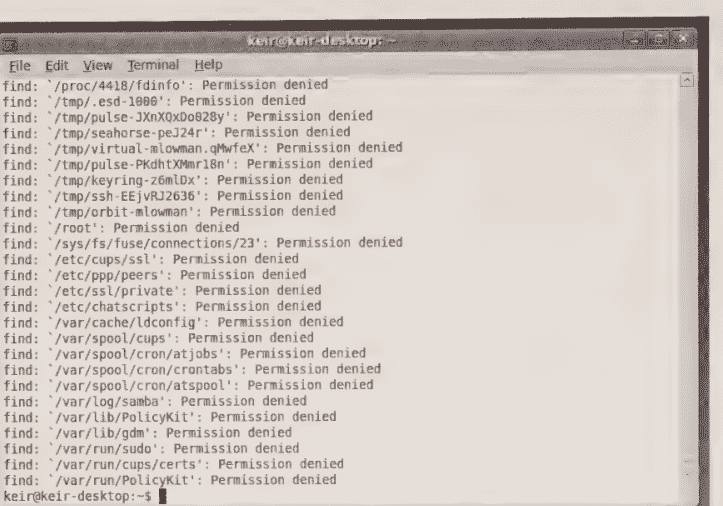 keir@keir-desktop: ~
File Edit View Terminal Help
find: `/proc/4418/fdinfo': Permission denied
find: `/tmp/.esd-1000': Permission denied
find: `/tmp/pulse-JXnXQxDo028y': Permission denied
find: `/tmp/seahorse-peJ24r': Permission denied
find: `/tmp/virtual-mlowman.qMwfeX': Permission denied
find: `/tmp/pulse-PKdhtXMmr18n': Permission denied
find: `/tmp/keyring-z6mlDx': Permission denied
find: `/tmp/ssh-EEjvRJ2636': Permission denied
find: `/tmp/orbit-mlowman': Permission denied
find: `/root': Permission denied
find: `/sys/fs/fuse/connections/23': Permission denied
find: `/etc/cups/ssl': Permission denied
find: `/etc/ppp/peers': Permission denied
find: `/etc/ssl/private': Permission denied
find: `/etc/chatscripts': Permission denied
find: `/var/cache/ldconfig': Permission denied
find: `/var/spool/cups': Permission denied
find: `/var/spool/cron/atjobs': Permission denied
find: `/var/spool/cron/crontabs': Permission denied
find: `/var/spool/cron/atspool': Permission denied
find: `/var/log/samba': Permission denied
find: `/var/lib/PolicyKit': Permission denied
find: `/var/lib/gdm': Permission denied
find: `/var/run/sudo': Permission denied
find: `/var/run/cups/certs': Permission denied
find: `/var/run/PolicyKit': Permission denied
keir@keir-desktop:~$